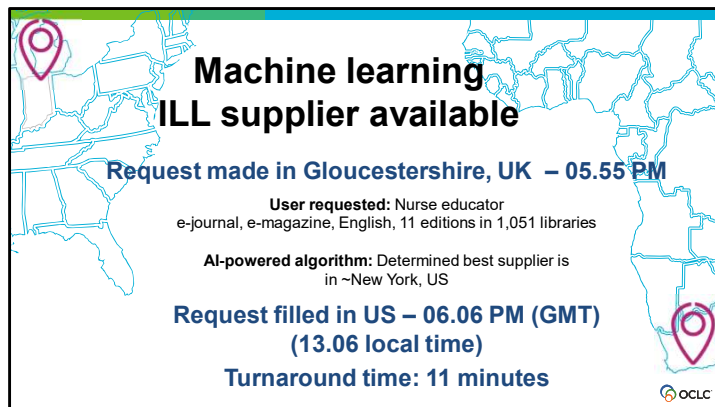 Machine learning
ILL supplier available
Request made in Gloucestershire, UK – 05.55 PM
User requested: Nurse educator
e-journal, e-magazine, English, 11 editions in 1,051 libraries
AI-powered algorithm: Determined best supplier is
in ~New York, US
Request filled in US – 06.06 PM (GMT)
(13.06 local time)
Turnaround time: 11 minutes
OCLC